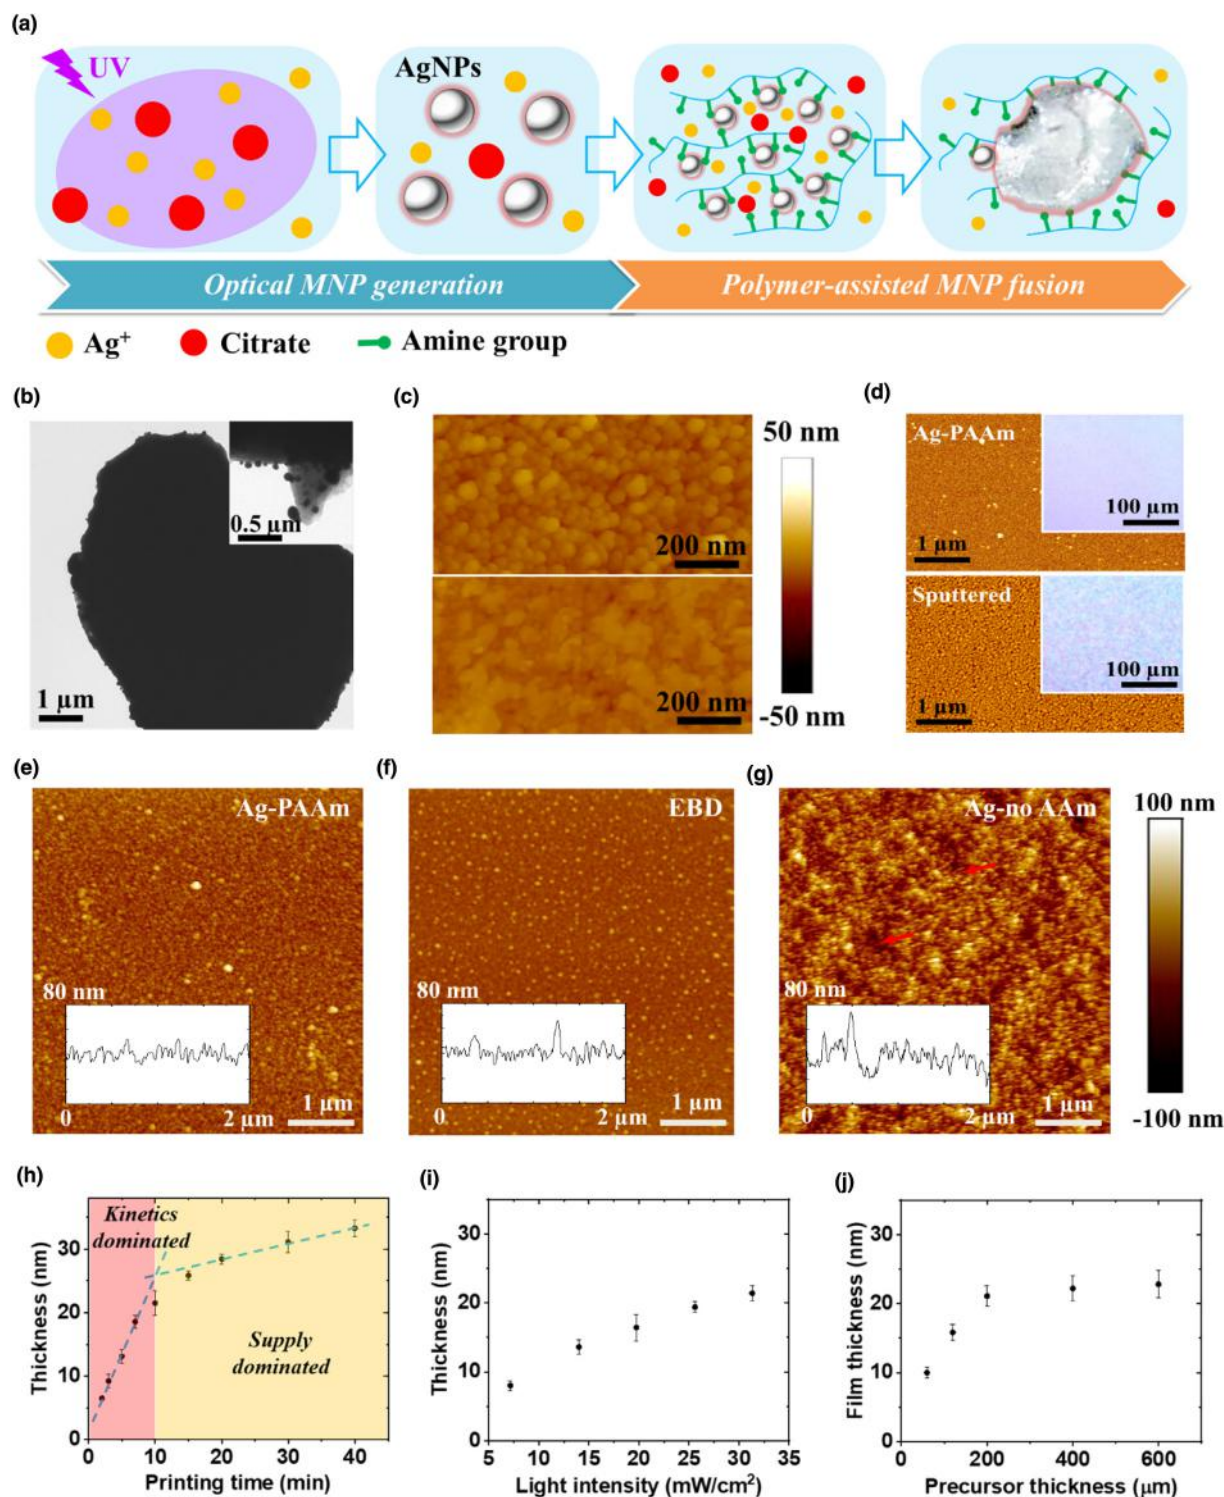 (a)
UV
AgNPs
Optical MNP generation
Polymer-assisted MNP fusion
Ag⁺
Citrate
Amine group
(b)
0.5 µm
1 µm
(c)
200 nm
200 nm
50 nm
-50 nm
(d)
Ag-PAAm
100 µm
1 µm
Sputtered
100 µm
1 µm
(e)
Ag-PAAm
80 nm
0
2 µm
1 µm
(f)
EBD
80 nm
0
2 µm
1 µm
(g)
Ag-no AAm
80 nm
0
2 µm
1 µm
100 nm
-100 nm
(h)
Kinetics
dominated
Supply
dominated
Thickness (nm)
30
20
10
0
0 10 20 30 40
Printing time (min)
(i)
Thickness (nm)
30
20
10
0
5 10 15 20 25 30 35
Light intensity (mW/cm²)
(j)
Film thickness (nm)
30
20
10
0
0 200 400 600
Precursor thickness (µm)